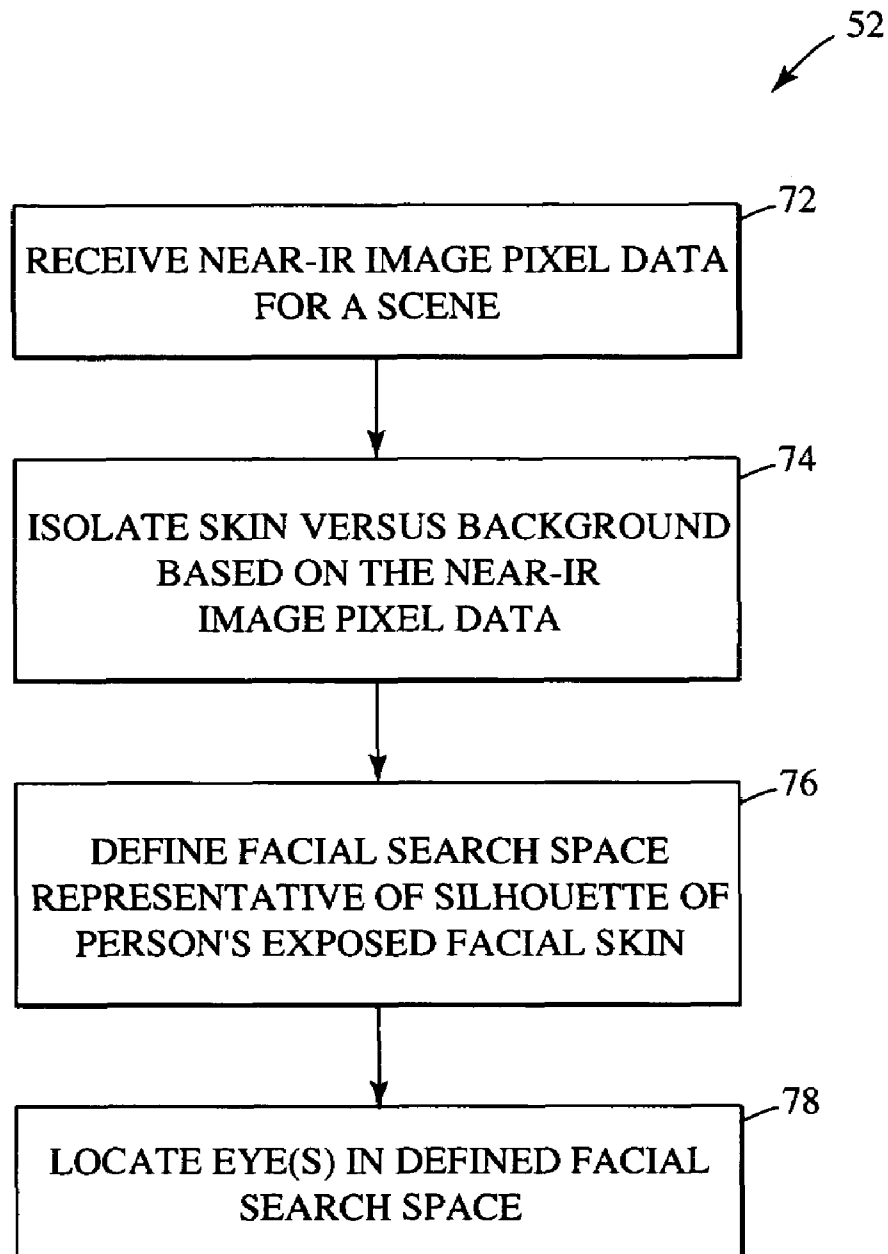 52
72
RECEIVE NEAR-IR IMAGE PIXEL DATA
FOR A SCENE
74
ISOLATE SKIN VERSUS BACKGROUND
BASED ON THE NEAR-IR
IMAGE PIXEL DATA
76
DEFINE FACIAL SEARCH SPACE
REPRESENTATIVE OF SILHOUETTE OF
PERSON'S EXPOSED FACIAL SKIN
78
LOCATE EYE(S) IN DEFINED FACIAL
SEARCH SPACE